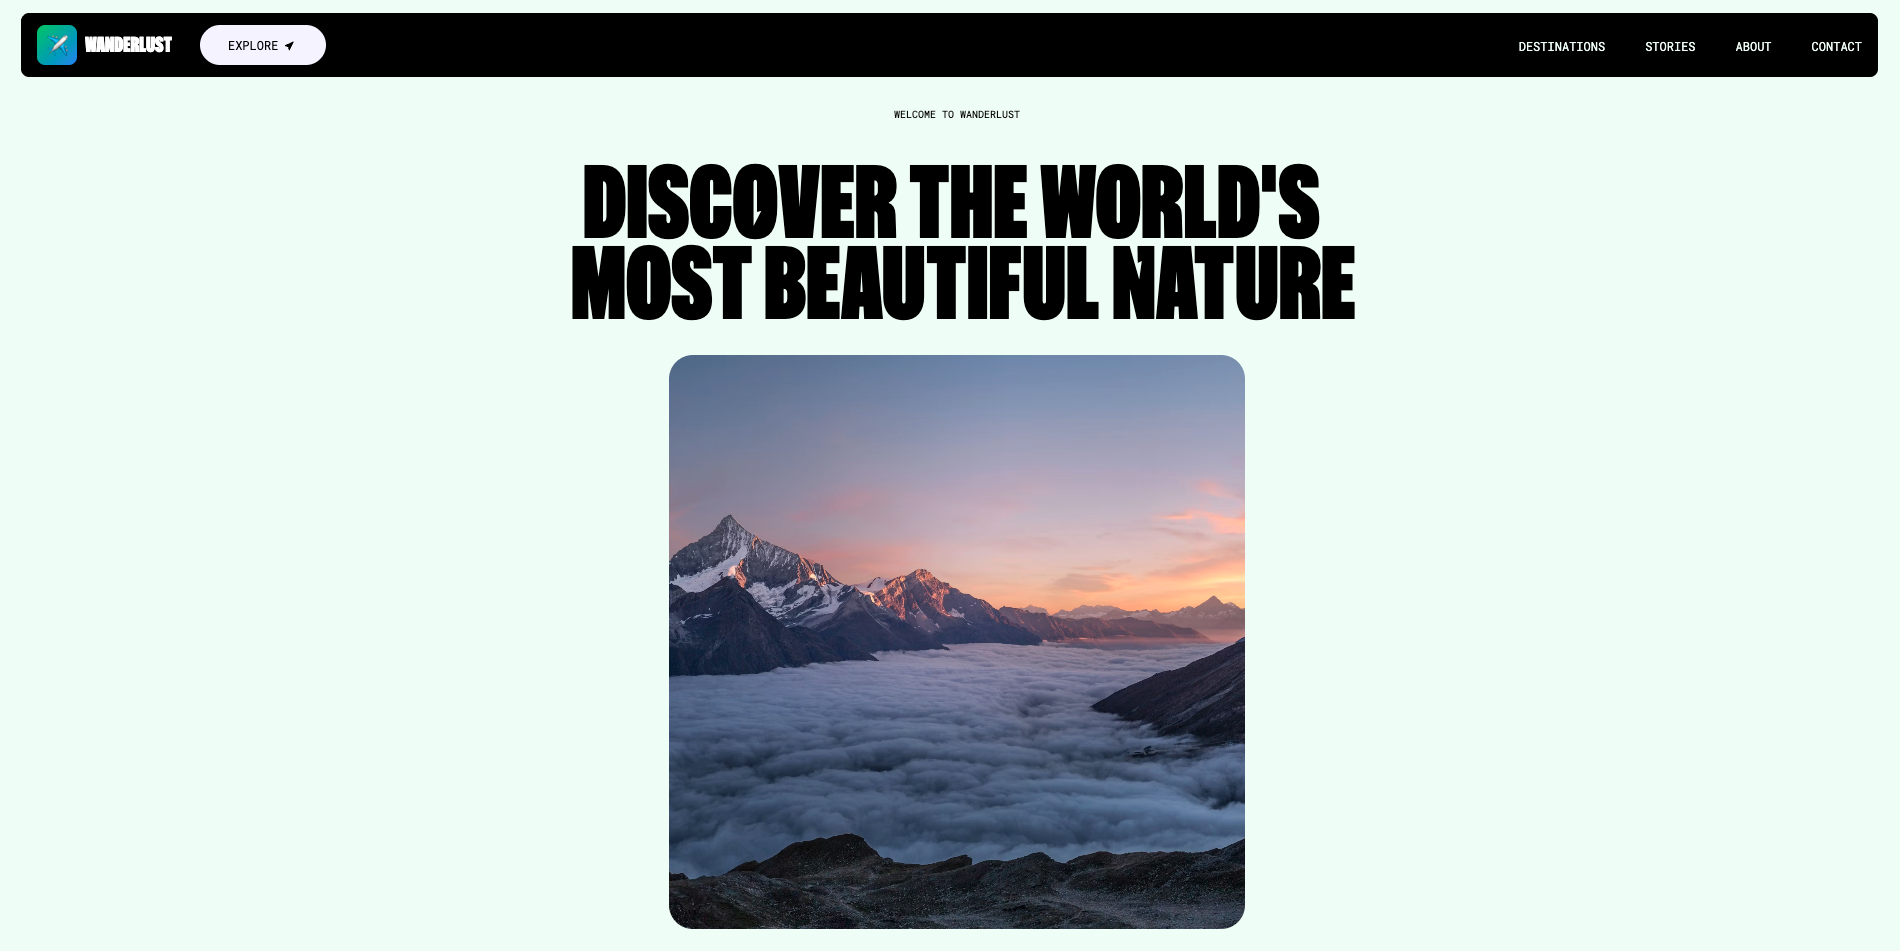 WANDERLUST
EXPLORE
DESTINATIONS
STORIES
ABOUT
CONTACT
WELCOME TO WANDERLUST
DISCOVER THE WORLD'S
MOST BEAUTIFUL NATURE